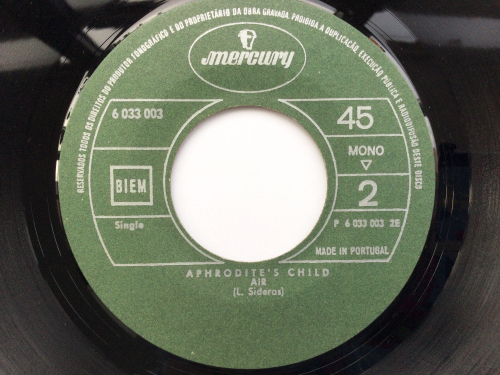 RESERVADOS TODOS OS DIREITOS DO PRODUTOR FONOGRÁFICO E DO PROPRIETÁRIO DA OBRA GRAVADA. PROIBIDA A DUPLICAÇÃO, EXECUÇÃO PÚBLICA E RADIODIFUSÃO DESTE DISCO
mercury
6 033 003
45
MONO
BIEM
2
Single
P 6 033 003 2E
MADE IN PORTUGAL
APHRODITE'S CHILD
AIR
(L. Sideras)